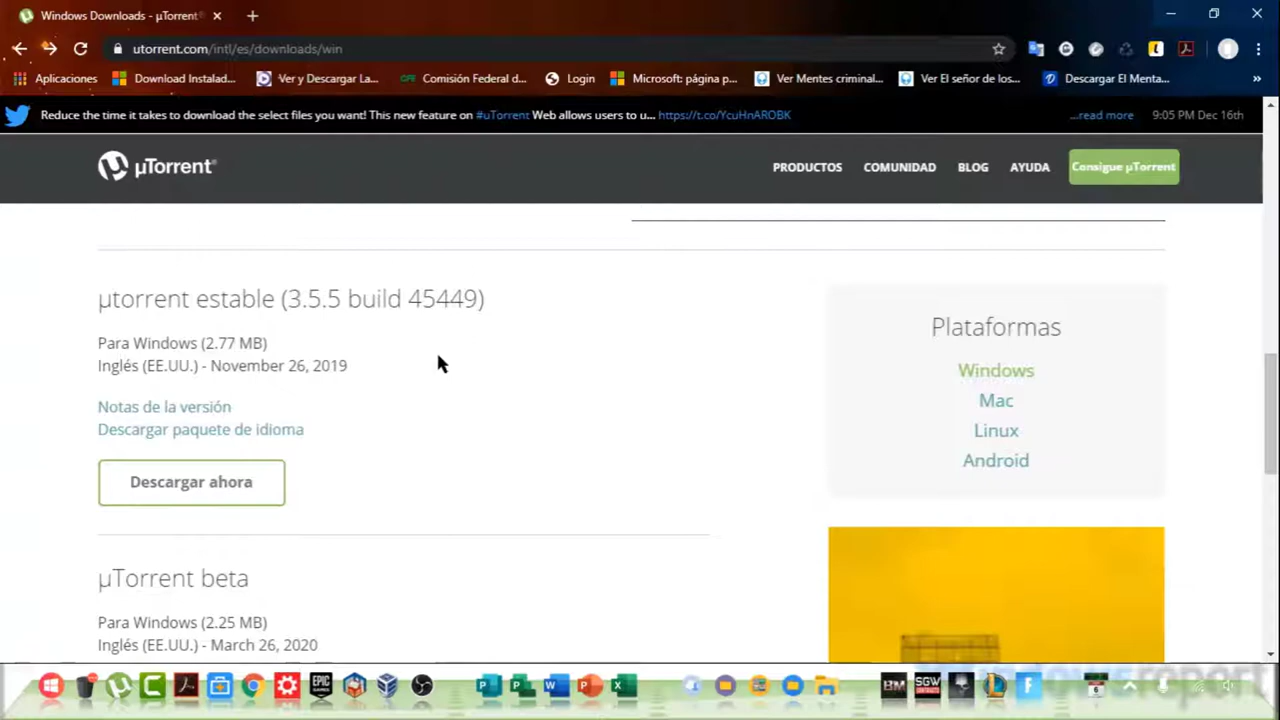 Windows Downloads - µTorrent®
utorrent.com/intl/es/downloads/win
Aplicaciones Download Instalad... Ver y Descargar La... CFE Comisión Federal d... Login Microsoft: página p... Ver Mentes criminal... Ver El señor de los... Descargar El Menta... »
Reduce the time it takes to download the select files you want! This new feature on #uTorrent Web allows users to u... https://t.co/YcuHnAROBK ...read more 9:05 PM Dec 16th
µTorrent® PRODUCTOS COMUNIDAD BLOG AYUDA Consigue µTorrent
µtorrent estable (3.5.5 build 45449)
Para Windows (2.77 MB)
Inglés (EE.UU.) - November 26, 2019
Notas de la versión
Descargar paquete de idioma
Descargar ahora
Plataformas
Windows
Mac
Linux
Android
µTorrent beta
Para Windows (2.25 MB)
Inglés (EE.UU.) - March 26, 2020
EPIC GAMES
BM
SGW